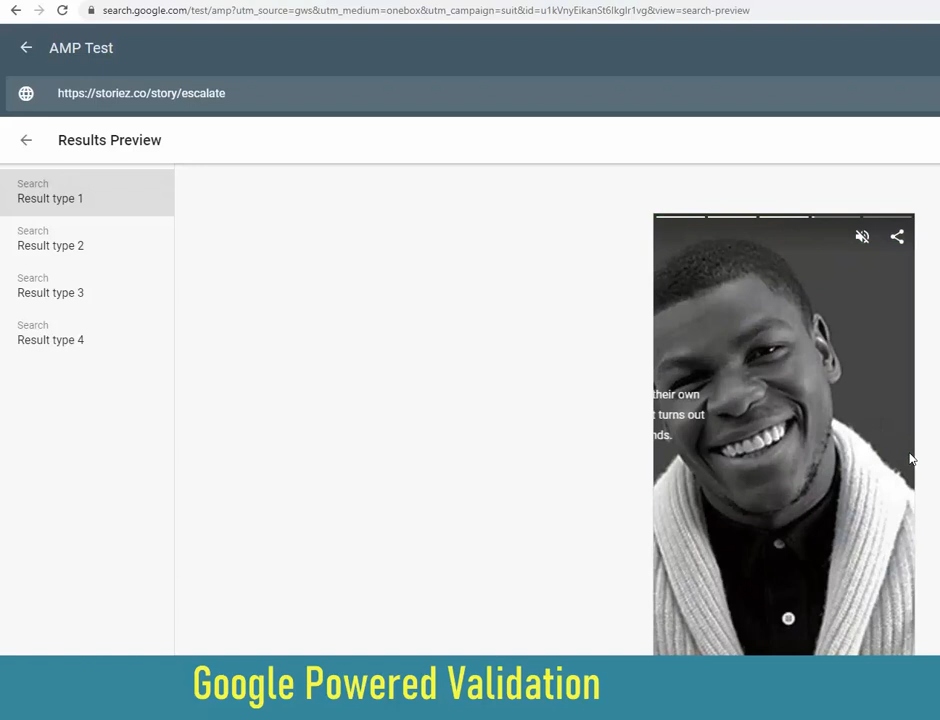 search.google.com/test/amp?utm_source=gws&utm_medium=onebox&utm_campaign=suit&id=u1kVnyEikanSt6lkgIr1vg&view=search-preview
AMP Test
https://storiez.co/story/escalate
Results Preview
Search
Result type 1
Search
Result type 2
Search
Result type 3
Search
Result type 4
their own
t turns out
nds.
Google Powered Validation